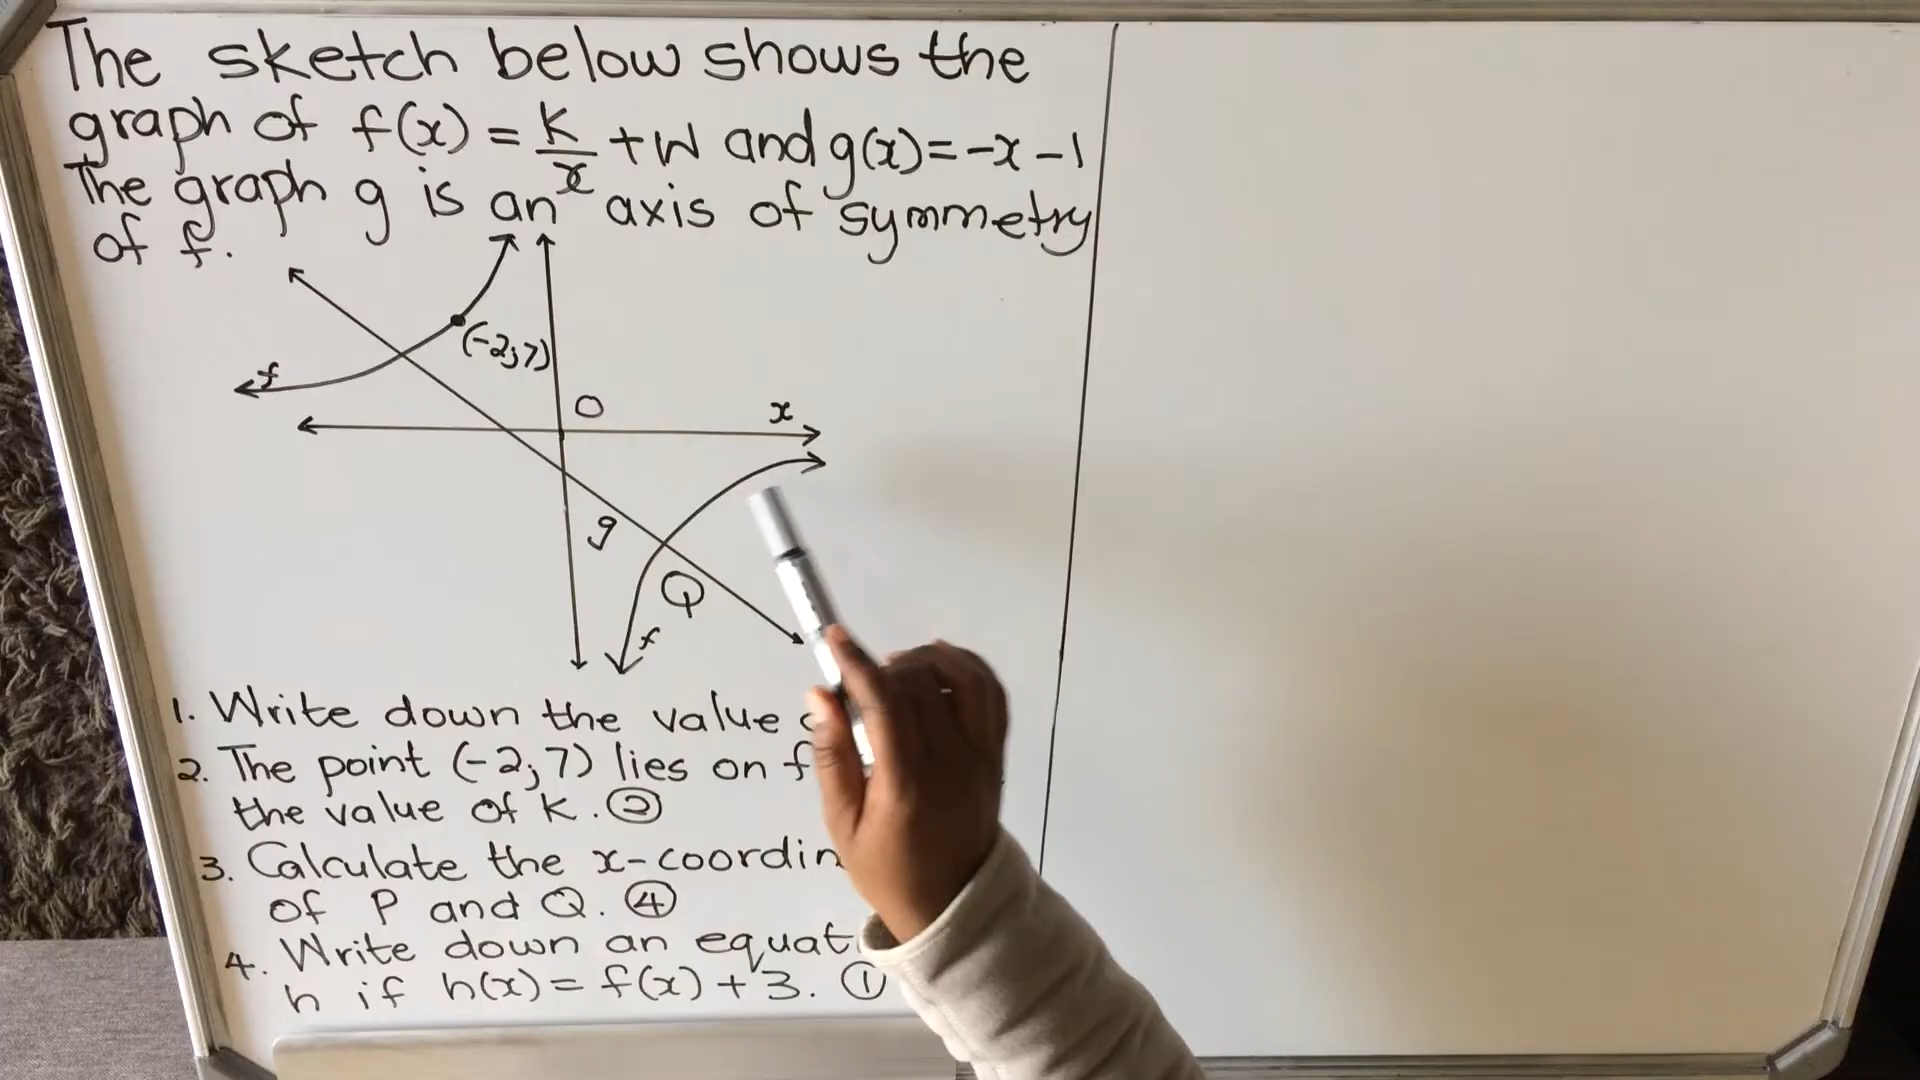 The sketch below shows the
graph of f(x) = K/x + W and g(x) = -x - 1
The graph g is an axis of symmetry
of f.
(-2;7)
f
O
x
g
Q
f
1. Write down the value
2. The point (-2;7) lies on f
the value of K. ②
3. Calculate the x-coordin
of P and Q. ④
4. Write down an equat
h if h(x) = f(x) + 3. ①